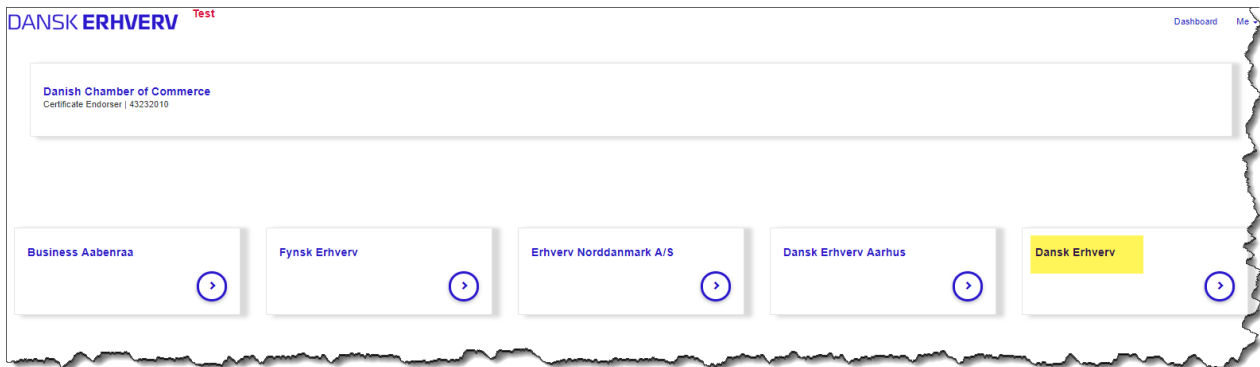 DANSK ERHVERV Test
Dashboard Me
Danish Chamber of Commerce
Certificate Endorser | 43232010
Business Aabenraa
Fynsk Erhverv
Erhverv Norddanmark A/S
Dansk Erhverv Aarhus
Dansk Erhverv